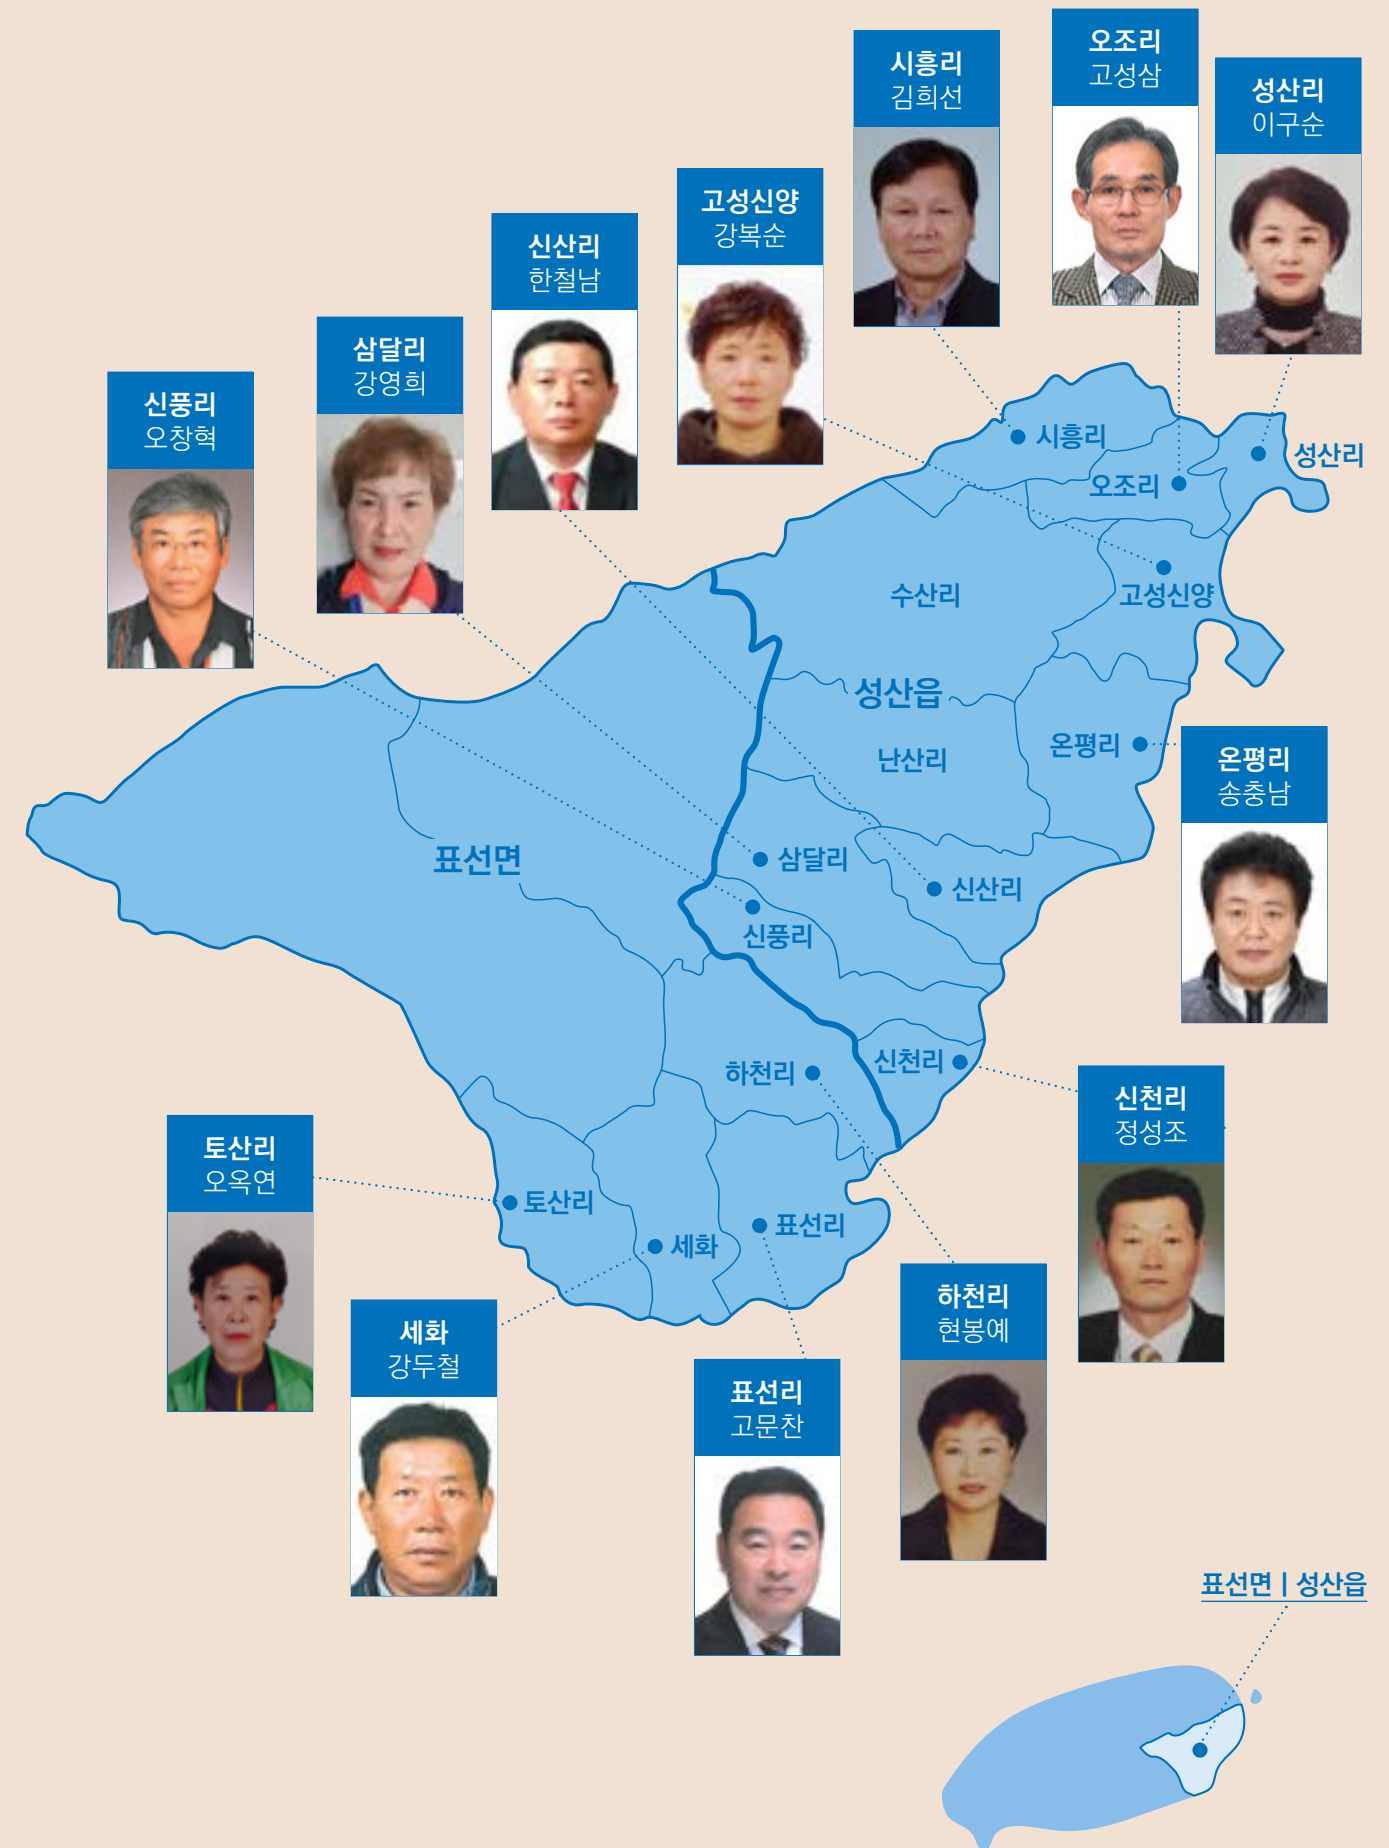 오조리
고성삼
시흥리
김희선
성산리
이구순
고성신양
강복순
신산리
한철남
삼달리
강영희
신풍리
오창혁
시흥리
성산리
오조리
수산리
고성신양
성산읍
온평리
난산리
온평리
송충남
표선면
삼달리
신산리
신풍리
신천리
하천리
신천리
정성조
토산리
오옥연
토산리
표선리
세화
하천리
현봉예
세화
강두철
표선리
고문찬
표선면 | 성산읍